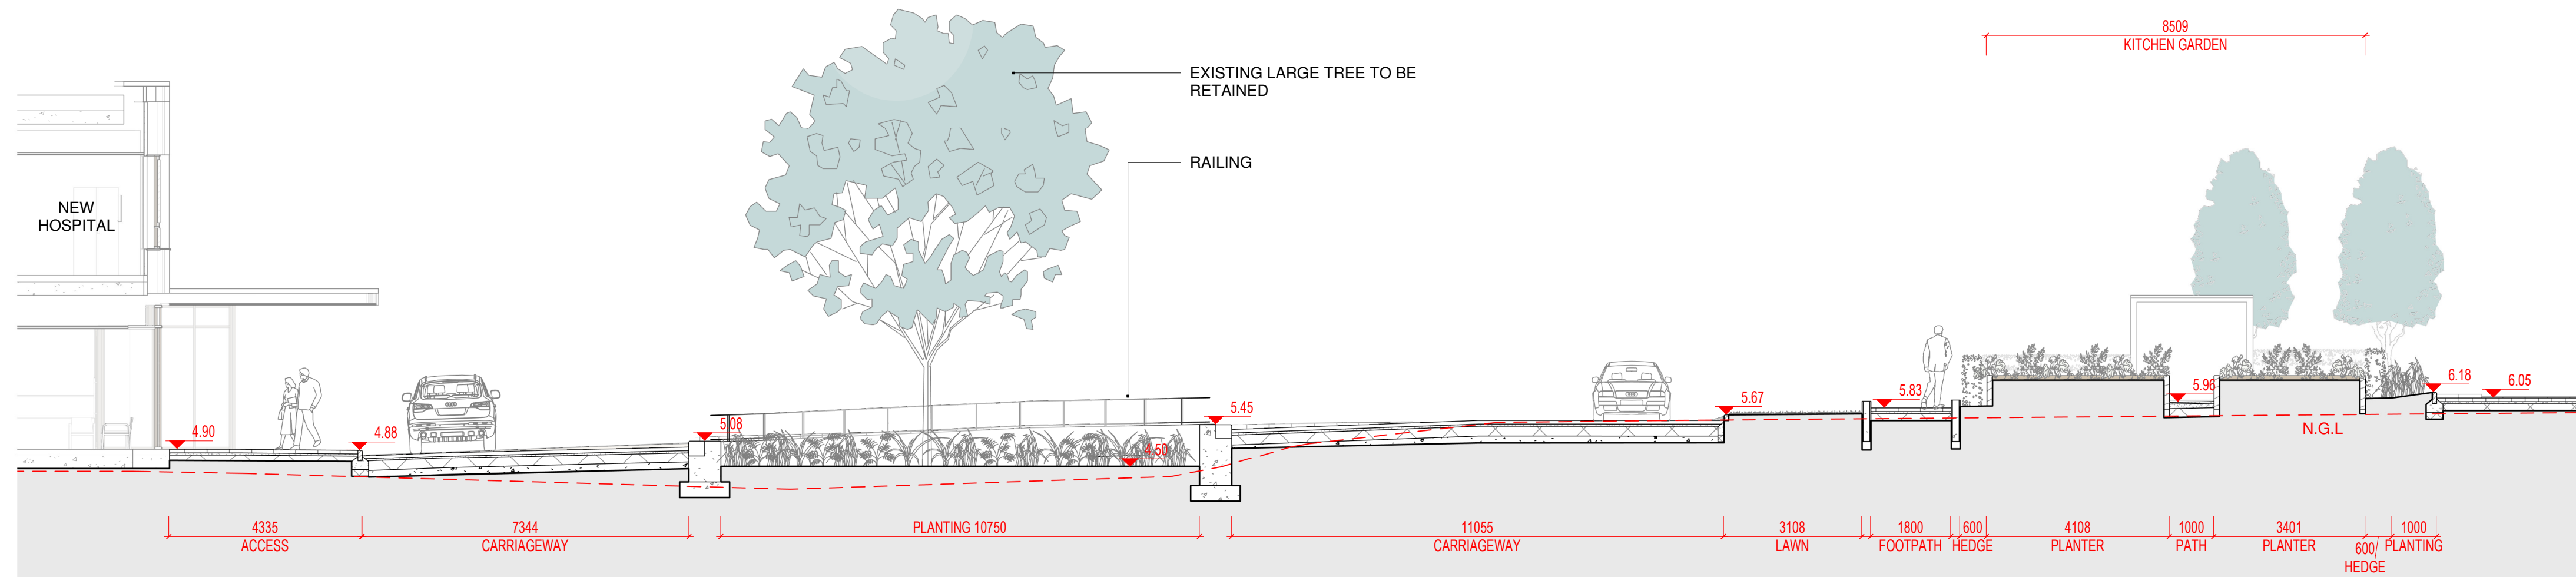 8509
KITCHEN GARDEN
EXISTING LARGE TREE TO BE
RETAINED
RAILING
NEW
HOSPITAL
4.90
4.88
5.08
4.50
5.45
5.67
5.83
5.96
6.18
6.05
N.G.L
4335
ACCESS
7344
CARRIAGEWAY
PLANTING 10750
11055
CARRIAGEWAY
3108
LAWN
1800
FOOTPATH
600
HEDGE
4108
PLANTER
1000
PATH
3401
PLANTER
600/
HEDGE
1000
PLANTING